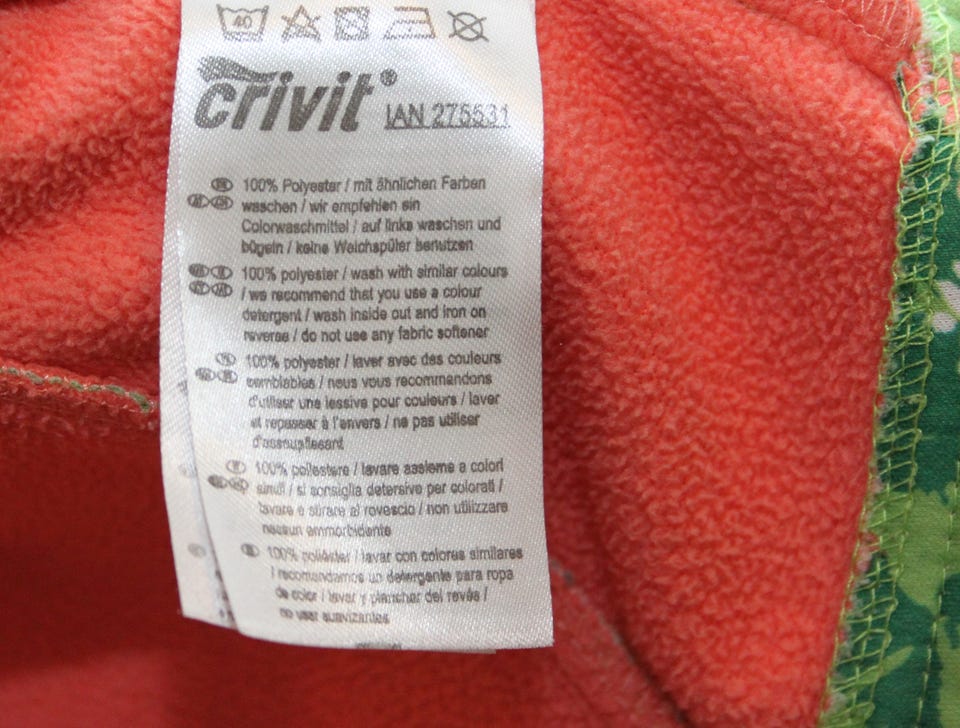 40
crivit® IAN 275531
100% Polyester / mit ähnlichen Farben
waschen / wir empfehlen ein
Colorwaschmittel / auf links waschen und
bügeln / keine Weichspüler benutzen
100% polyester / wash with similar colours
/ we recommend that you use a colour
detergent / wash inside out and iron on
reverse / do not use any fabric softener
100% polyester / laver avec des couleurs
semblables / nous vous recommandons
d'utiliser une lessive pour couleurs / laver
et repasser à l'envers / ne pas utiliser
d'assouplissant
100% poliestere / lavare assieme a colori
simili / si consiglia detersivo per colorati /
lavare e stirare al rovescio / non utilizzare
nessun ammorbidente
100% poliéster / lavar con colores similares
/ recomendamos un detergente para ropa
de color / lavar y planchar del revés /
no usar suavizantes